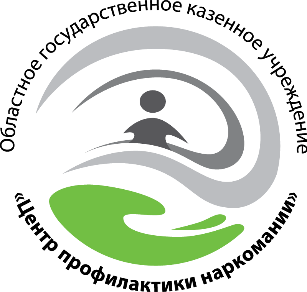 Областное государственное казенное учреждение
«Центр профилактики наркомании»